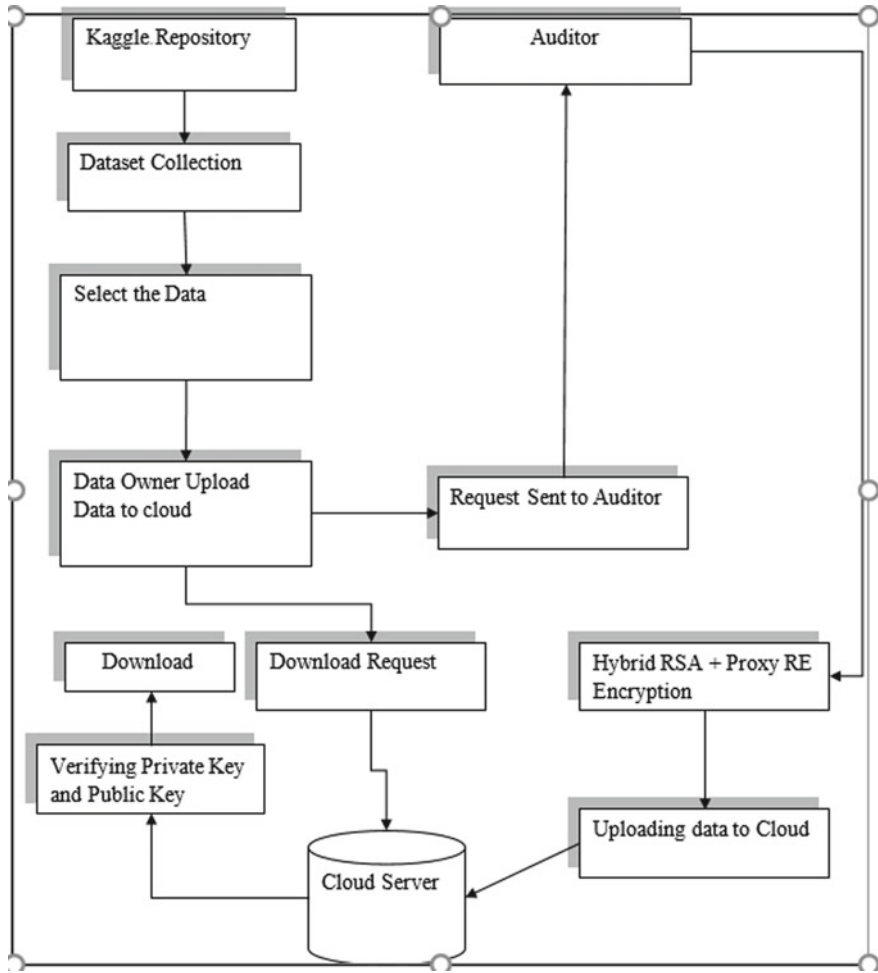 Kaggle Repository
Auditor
Dataset Collection
Select the Data
Data Owner Upload
Data to cloud
Request Sent to Auditor
Download
Download Request
Hybrid RSA + Proxy RE
Encryption
Verifying Private Key
and Public Key
Uploading data to Cloud
Cloud Server